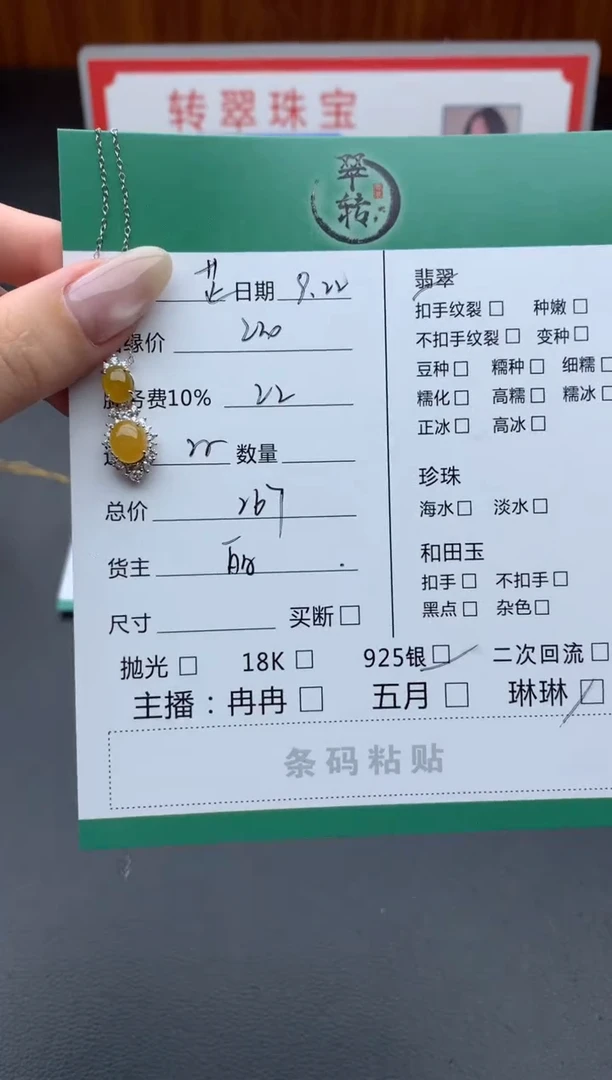 转翠珠宝
翠
转
日期 9.22
翡翠
缘价 220
扣手纹裂 □ 种嫩 □
不扣手纹裂 □ 变种 □
务费10% 22
豆种 □ 糯种 □ 细糯 □
糯化 □ 高糯 □ 糯冰 □
正冰 □ 高冰 □
数量
珍珠
总价 267
海水 □ 淡水 □
货主
和田玉
扣手 □ 不扣手 □
黑点 □ 杂色 □
尺寸 买断 □
抛光 □ 18K □ 925银 □ 二次回流 □
主播：冉冉 □ 五月 □ 琳琳 □
条码粘贴